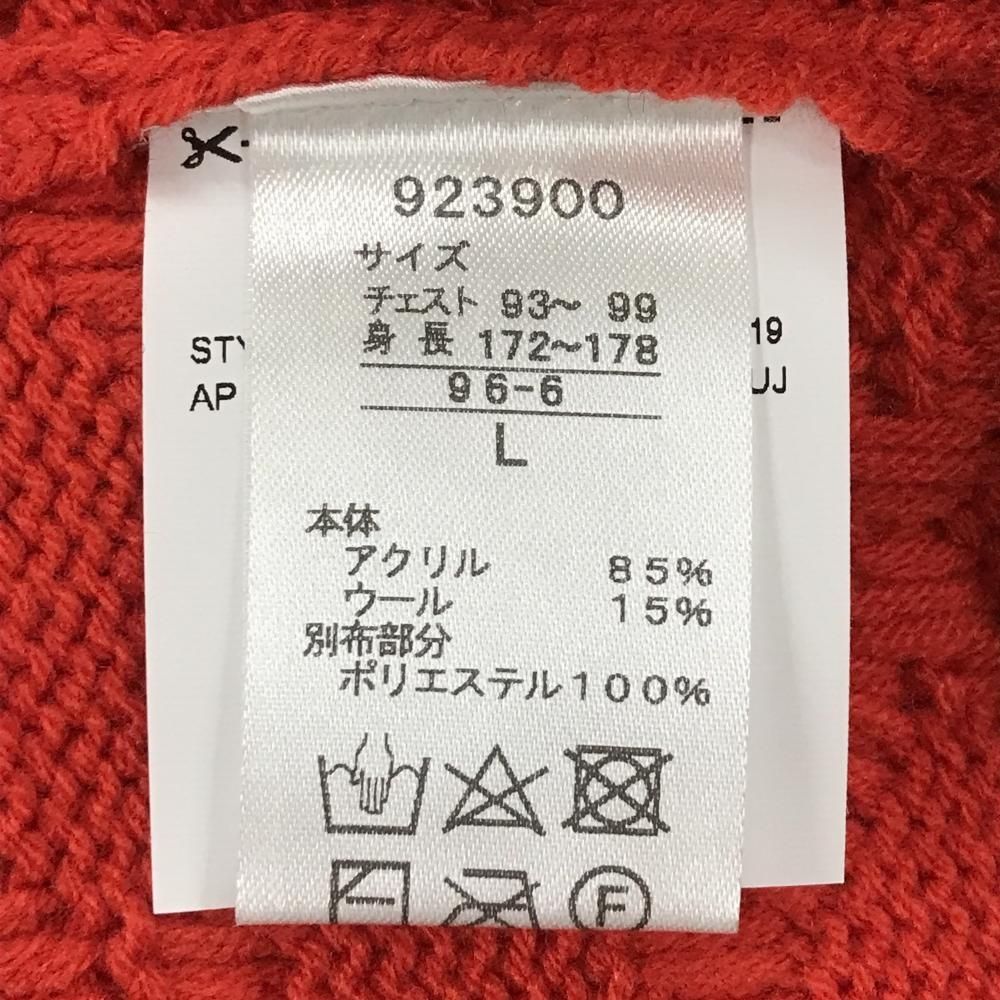 923900
サイズ
チェスト 93～ 99
身 長 172～178
96-6
L
本体
アクリル 85%
ウール 15%
別布部分
ポリエステル100%
F
STY
AP
19
UJ